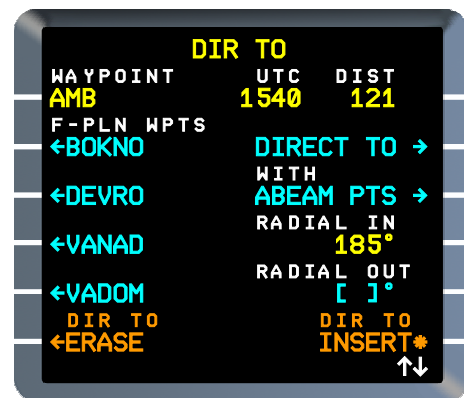 DIR TO
WAYPOINT UTC DIST
AMB 1540 121
F-PLN WPTS
←BOKNO DIRECT TO →
WITH
←DEVRO ABEAM PTS →
RADIAL IN
←VANAD 185°
RADIAL OUT
←VADOM [ ]°
DIR TO DIR TO
←ERASE INSERT*
↑↓